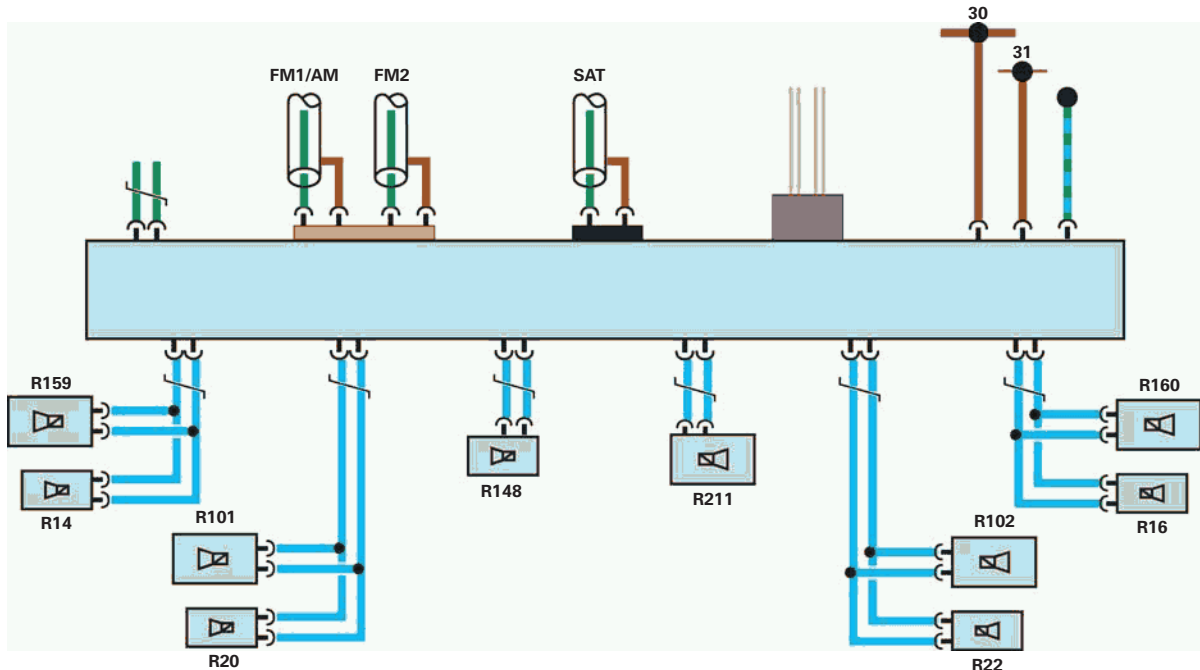 30
31
FM1/AM
FM2
SAT
R159
R160
R14
R148
R211
R16
R101
R102
R20
R22